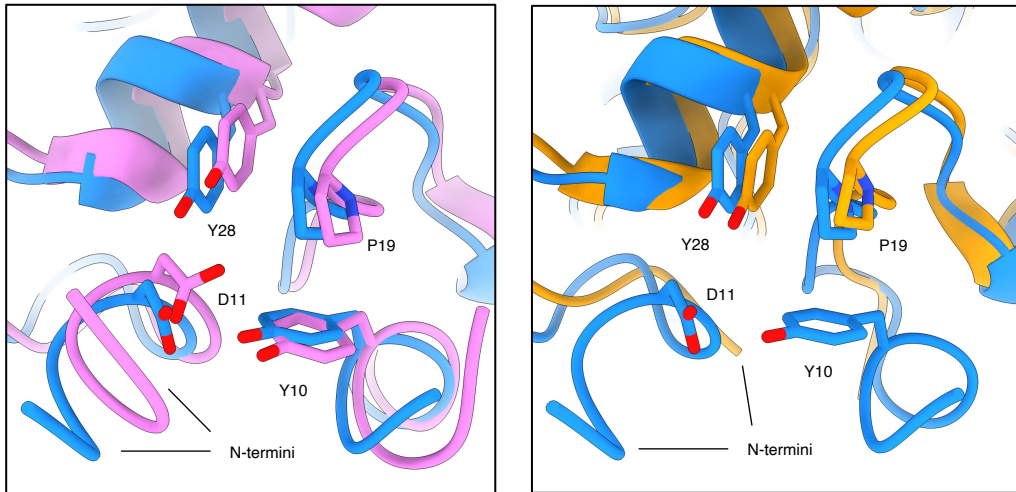 Y28
P19
D11
Y10
N-termini
Y28
P19
D11
Y10
N-termini